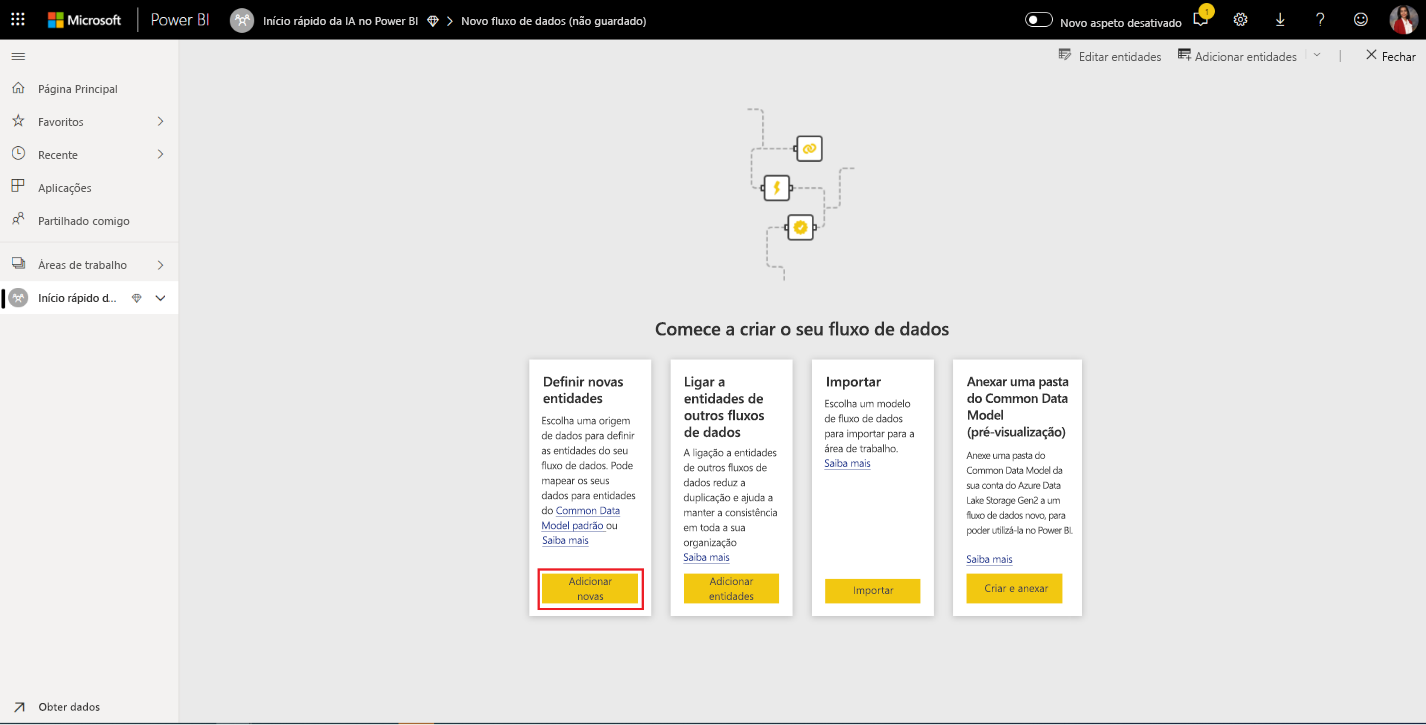 Microsoft Power BI Início rápido da IA no Power BI Novo fluxo de dados (não guardado) Novo aspeto desativado 1 ?
Editar entidades Adicionar entidades Fechar
Página Principal
Favoritos
Recente
Aplicações
Partilhado comigo
Áreas de trabalho
Início rápido d...
Obter dados
Comece a criar o seu fluxo de dados
Definir novas
entidades
Escolha uma origem
de dados para definir
as entidades do seu
fluxo de dados. Pode
mapear os seus
dados para entidades
do Common Data
Model padrão ou
Saiba mais
Adicionar
novas
Ligar a
entidades de
outros fluxos
de dados
A ligação a entidades
de outros fluxos de
dados reduz a
duplicação e ajuda a
manter a consistência
em toda a sua
organização
Saiba mais
Adicionar
entidades
Importar
Escolha um modelo
de fluxo de dados
para importar para a
área de trabalho.
Saiba mais
Importar
Anexar uma pasta
do Common Data
Model
(pré-visualização)
Anexe uma pasta do
Common Data Model da
sua conta do Azure Data
Lake Storage Gen2 a um
fluxo de dados novo, para
poder utilizá-la no Power BI.
Saiba mais
Criar e anexar